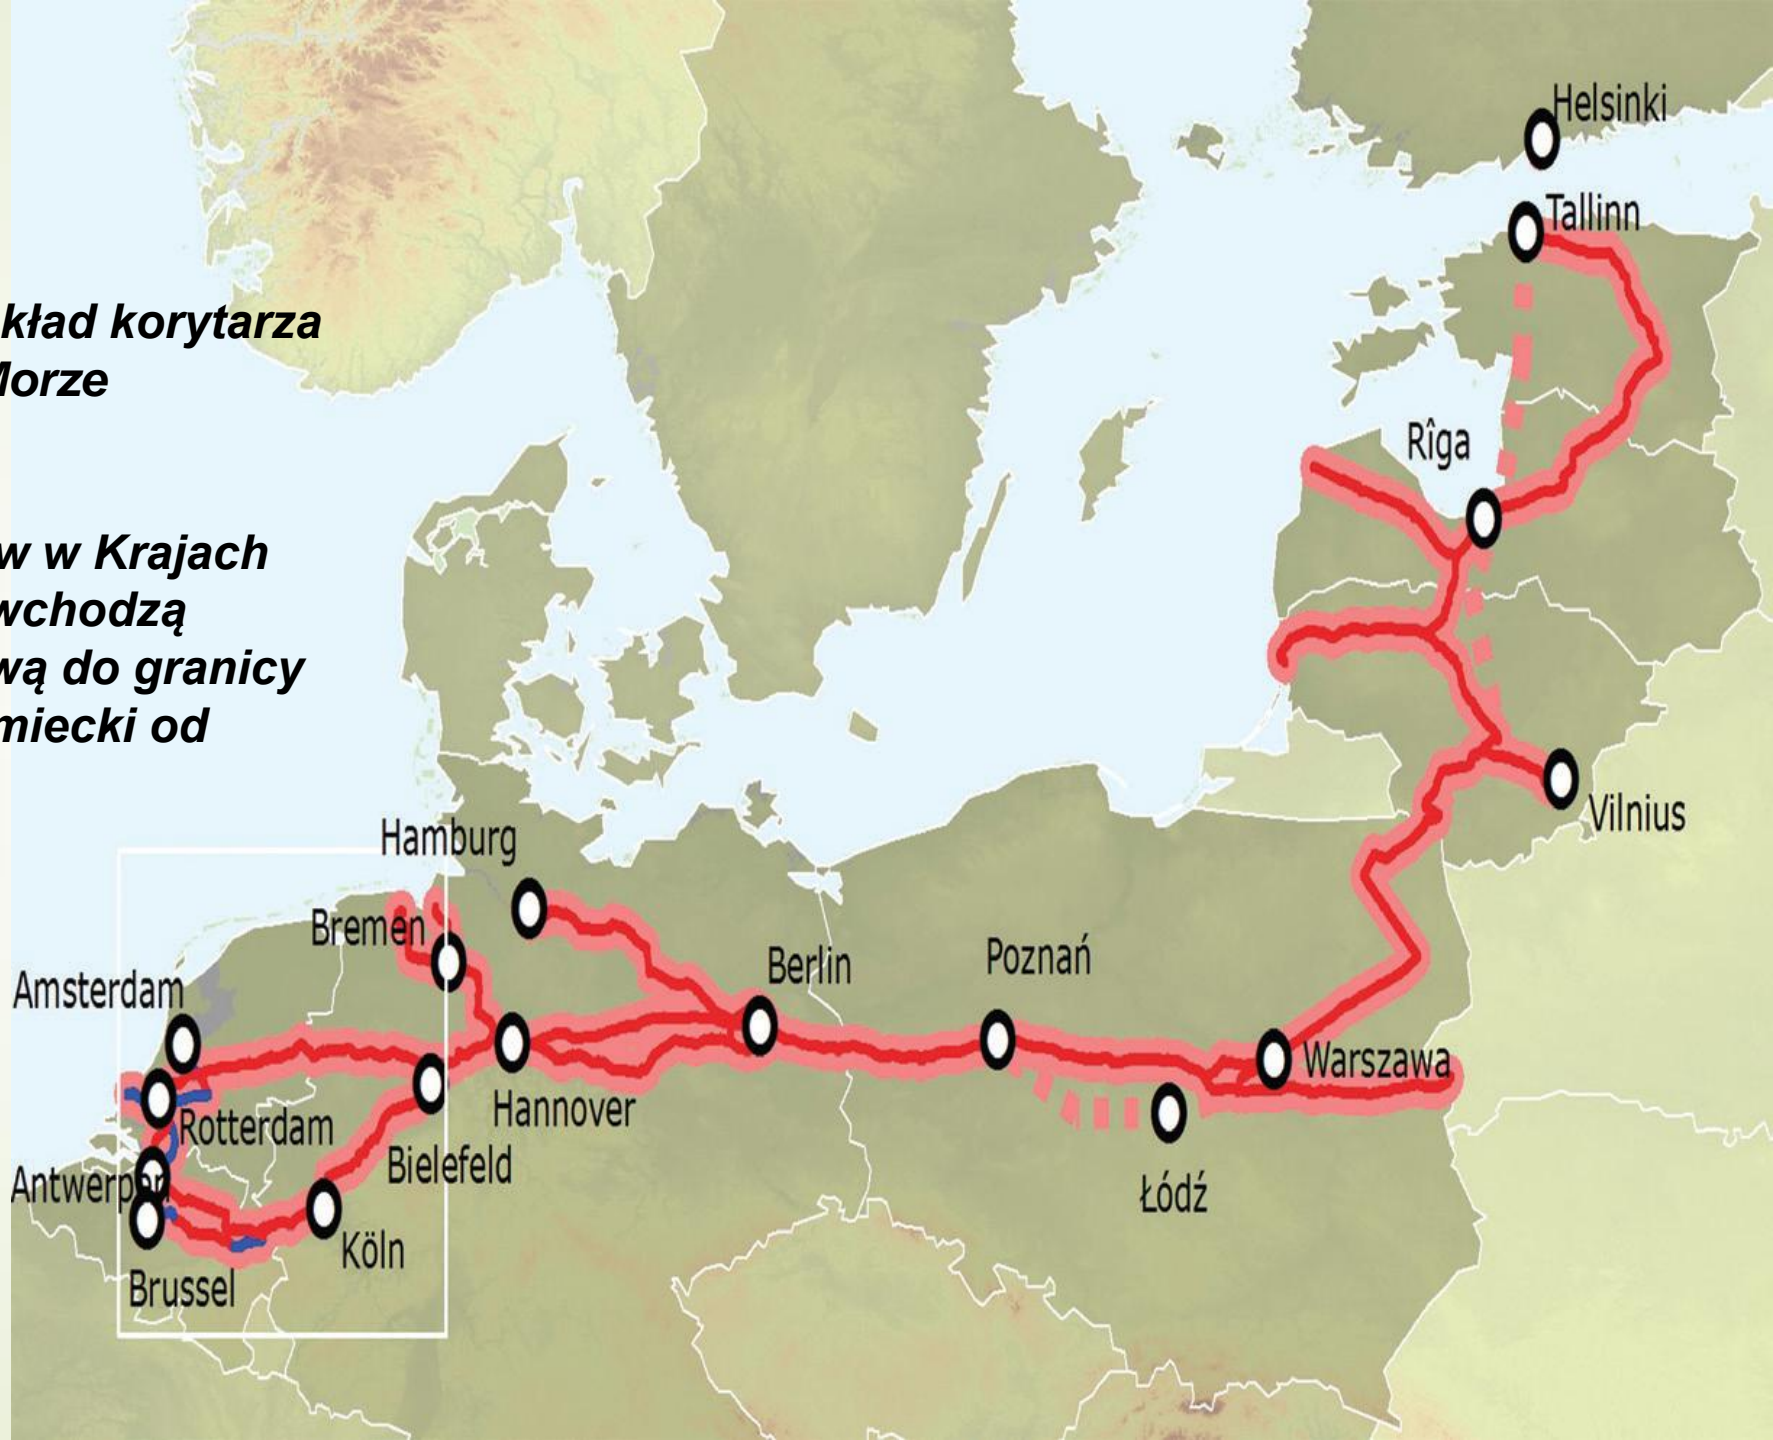 kład korytarza
Morze
w w Krajach
wchodzą
wą do granicy
miecki od
Helsinki
Tallinn
Rîga
Vilnius
Hamburg
Bremen
Berlin
Poznań
Amsterdam
Warszawa
Hannover
Rotterdam
Bielefeld
Antwerpen
Łódź
Köln
Brussel